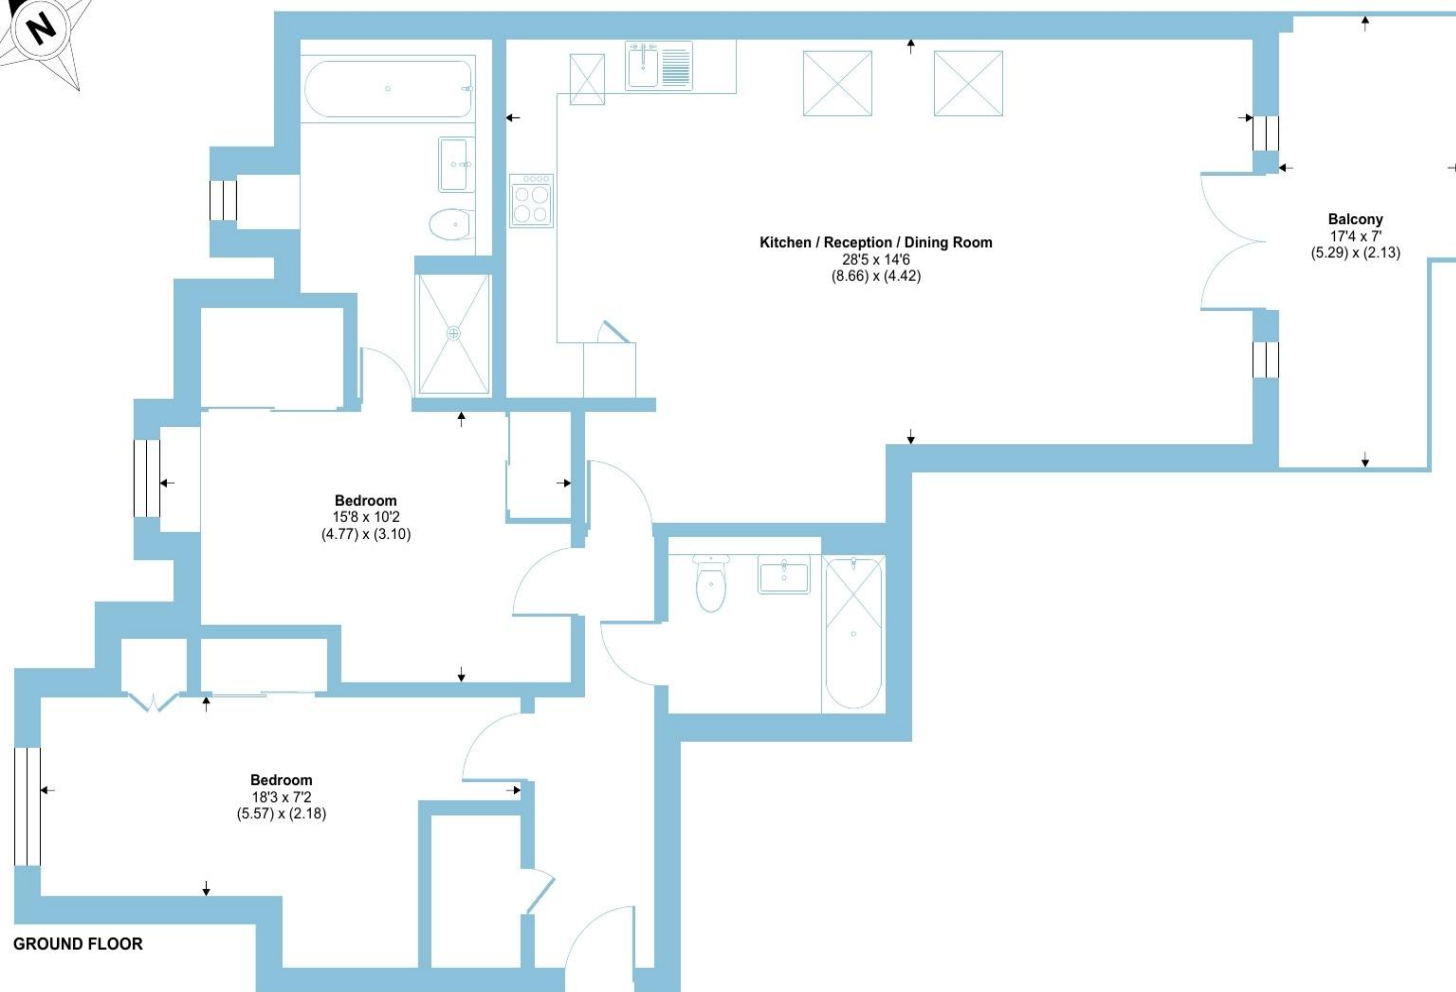 N
Kitchen / Reception / Dining Room
28'5 x 14'6
(8.66) x (4.42)
Balcony
17'4 x 7'
(5.29) x (2.13)
Bedroom
15'8 x 10'2
(4.77) x (3.10)
Bedroom
18'3 x 7'2
(5.57) x (2.18)
GROUND FLOOR